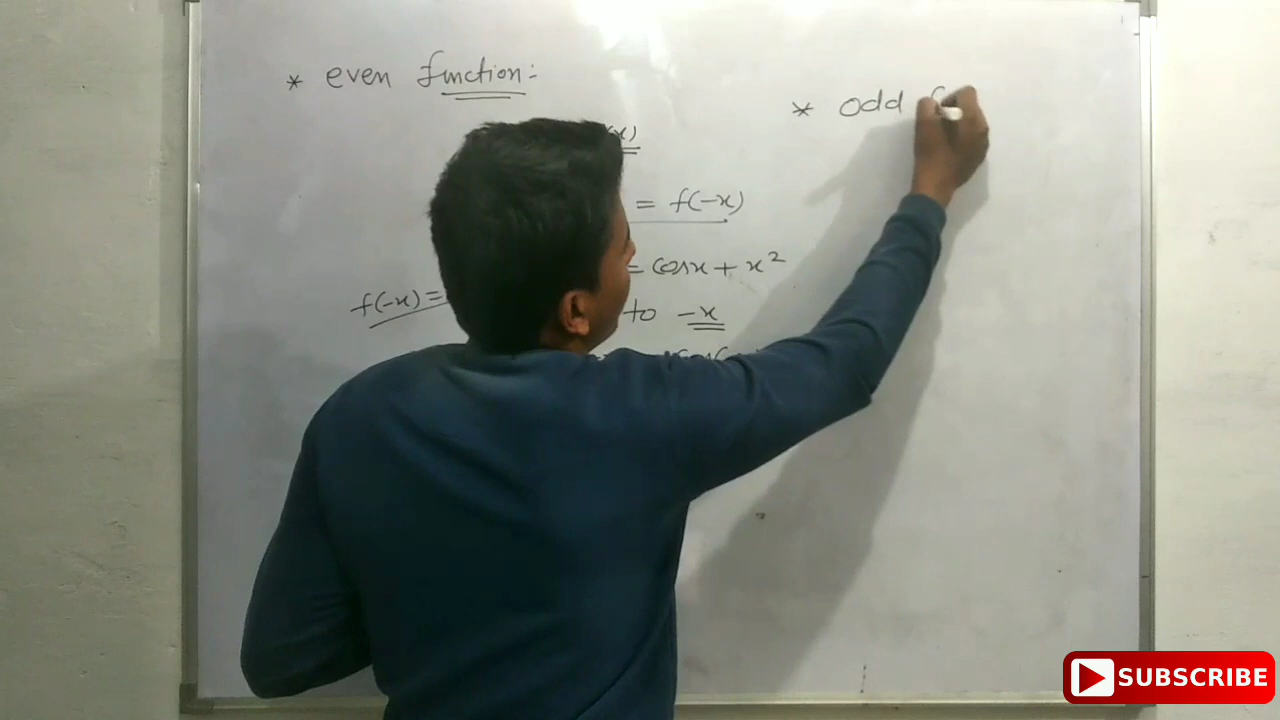 * even function:-
(x)
= f(-x)
= cosx + x²
f(-x)=
to -x
* odd f
SUBSCRIBE